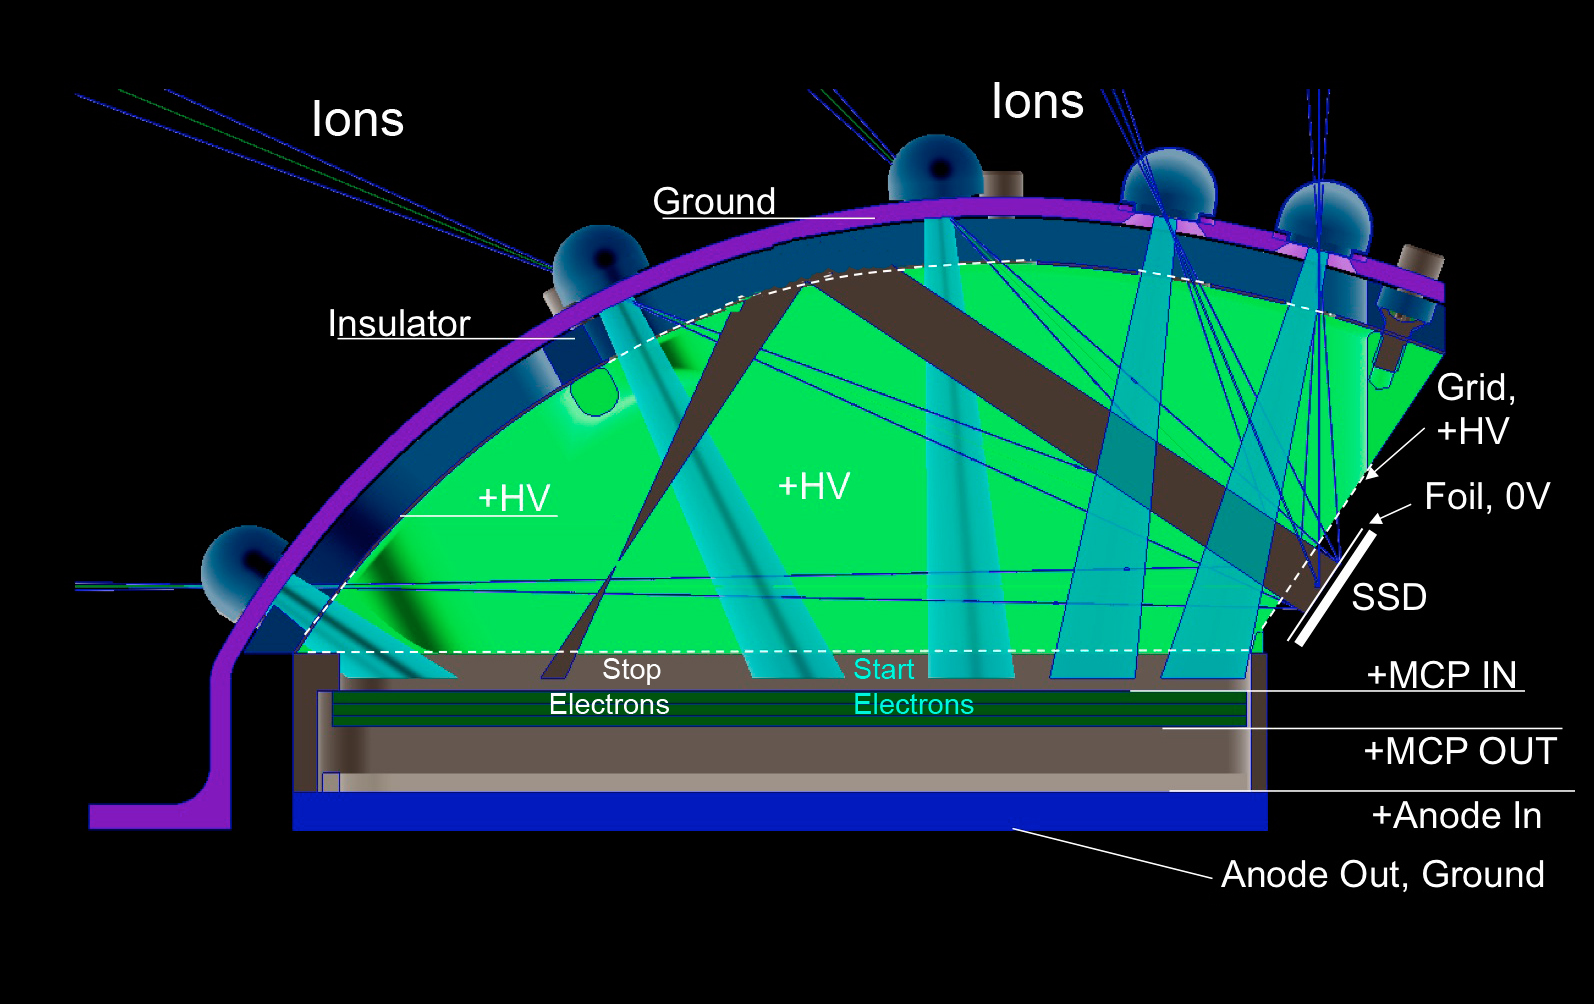 Ions
Ions
Ground
Insulator
Grid,
+HV
+HV
+HV
Foil, 0V
SSD
Stop
Start
Electrons
Electrons
+MCP IN
+MCP OUT
+Anode In
Anode Out, Ground